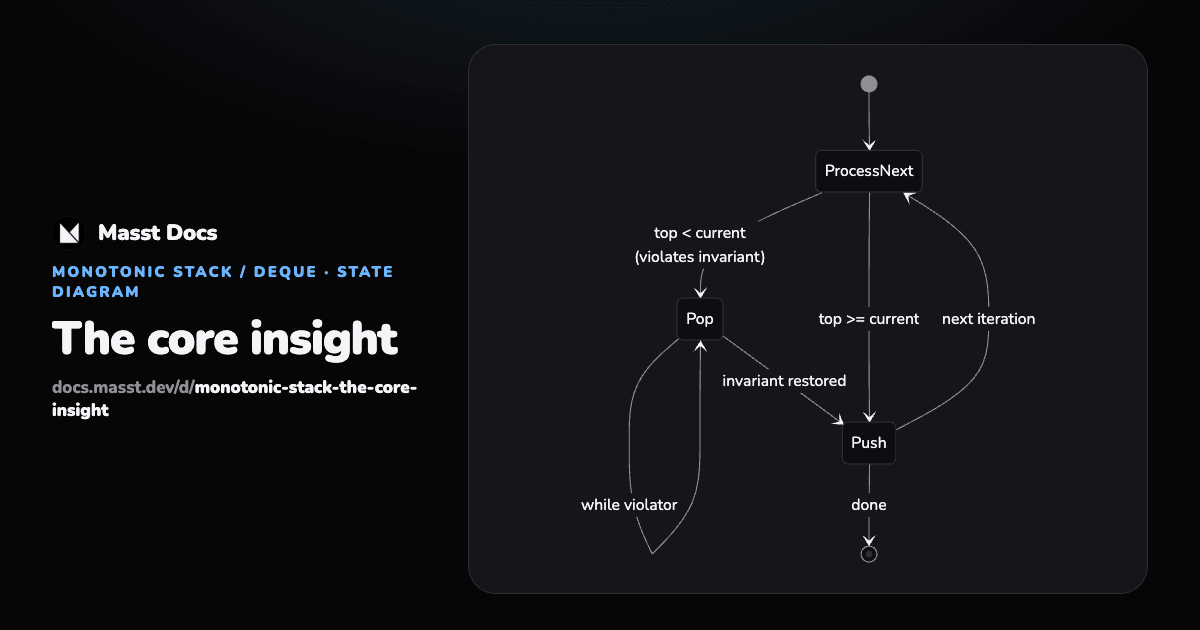 Masst Docs
MONOTONIC STACK / DEQUE · STATE
DIAGRAM
The core insight
docs.masst.dev/d/monotonic-stack-the-core-
insight
ProcessNext
top < current
(violates invariant)
Pop
top >= current
next iteration
invariant restored
Push
while violator
done